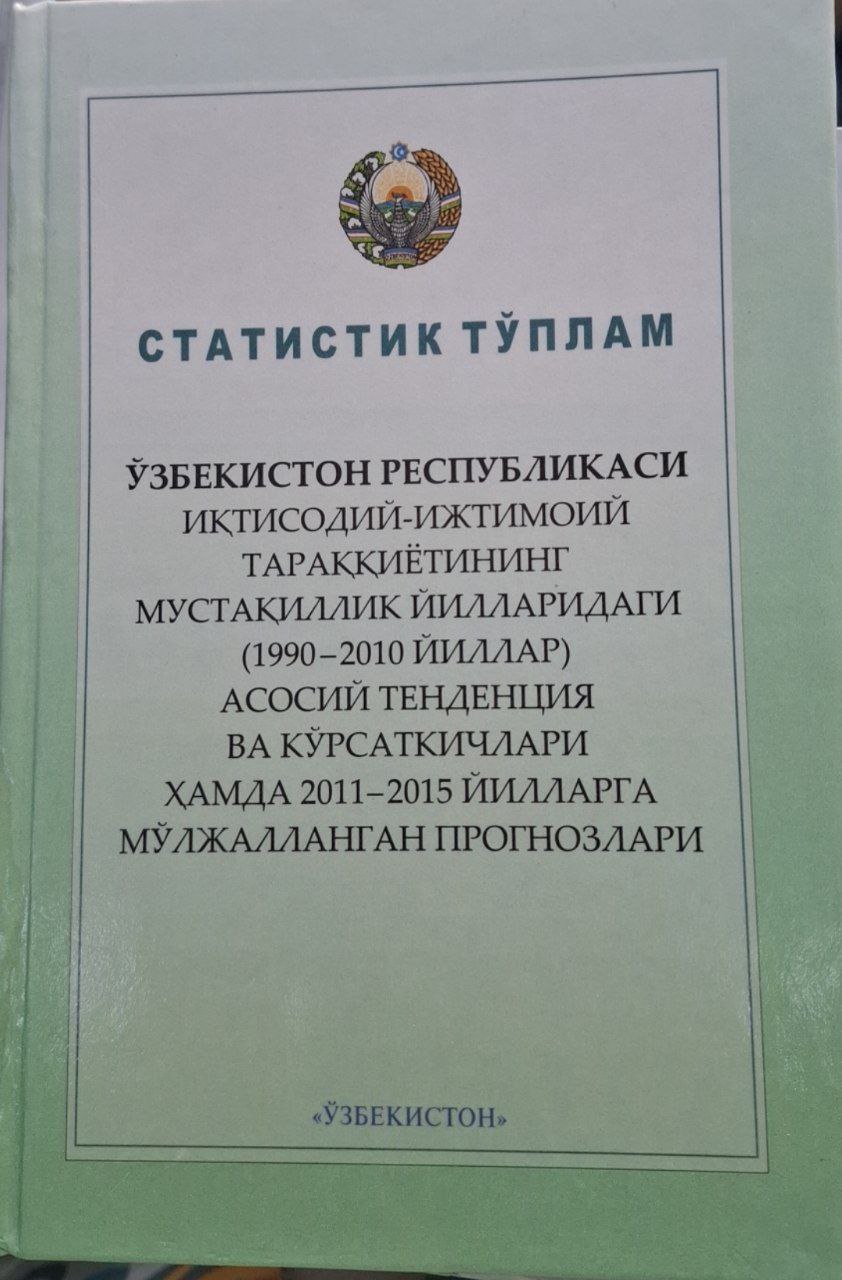 СТАТИСТИК ТЎПЛАМ
ЎЗБЕКИСТОН РЕСПУБЛИКАСИ
ИҚТИСОДИЙ-ИЖТИМОИЙ
ТАРАҚҚИЁТИНИНГ
МУСТАҚИЛЛИК ЙИЛЛАРИДАГИ
(1990–2010 ЙИЛЛАР)
АСОСИЙ ТЕНДЕНЦИЯ
ВА КЎРСАТКИЧЛАРИ
ҲАМДА 2011–2015 ЙИЛЛАРГА
МЎЛЖАЛЛАНГАН ПРОГНОЗЛАРИ
«ЎЗБЕКИСТОН»